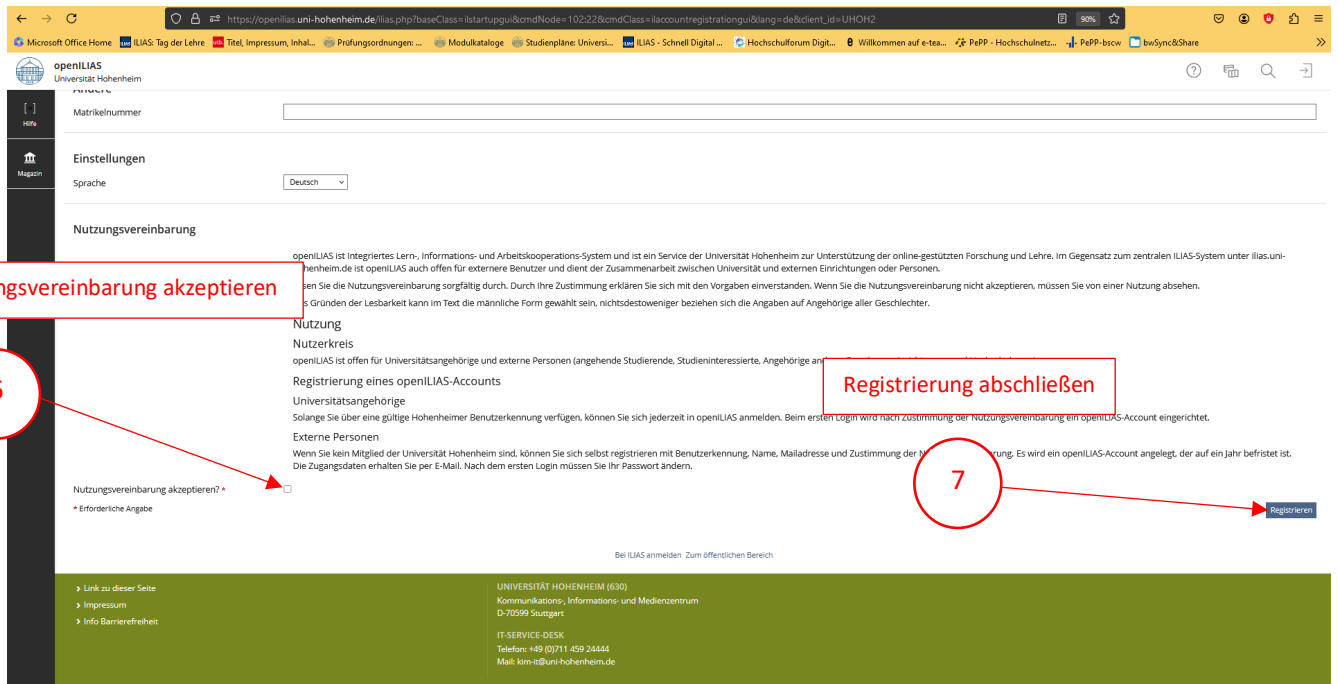 https://openilias.uni-hohenheim.de/ilias.php?baseClass=ilstartupgui&cmdNode=102:22&cmdClass=ilaccountregistrationgui&lang=de&client_id=UHOH2
90%
Microsoft Office Home ILIAS: Tag der Lehre Titel, Impressum, Inhal... Prüfungsordnungen: ... Modulkataloge Studienpläne: Universi... ILIAS - Schnell Digital ... Hochschulforum Digit... Willkommen auf e-tea... PePP - Hochschulnetz... PePP-bscw bwSync&Share
openILIAS
Universität Hohenheim
Hilfe
Magazin
Andere
Matrikelnummer
Einstellungen
Sprache Deutsch
Nutzungsvereinbarung
openILIAS ist Integriertes Lern-, Informations- und Arbeitskooperations-System und ist ein Service der Universität Hohenheim zur Unterstützung der online-gestützten Forschung und Lehre. Im Gegensatz zum zentralen ILIAS-System unter ilias.uni-
hohenheim.de ist openILIAS auch offen für externere Benutzer und dient der Zusammenarbeit zwischen Universität und externen Einrichtungen oder Personen.
sen Sie die Nutzungsvereinbarung sorgfältig durch. Durch Ihre Zustimmung erklären Sie sich mit den Vorgaben einverstanden. Wenn Sie die Nutzungsvereinbarung nicht akzeptieren, müssen Sie von einer Nutzung absehen.
s Gründen der Lesbarkeit kann im Text die männliche Form gewählt sein, nichtsdestoweniger beziehen sich die Angaben auf Angehörige aller Geschlechter.
ngsvereinbarung akzeptieren
Nutzung
Nutzerkreis
openILIAS ist offen für Universitätsangehörige und externe Personen (angehende Studierende, Studieninteressierte, Angehörige
Registrierung abschließen
Registrierung eines openILIAS-Accounts
Universitätsangehörige
Solange Sie über eine gültige Hohenheimer Benutzerkennung verfügen, können Sie sich jederzeit in openILIAS anmelden. Beim ersten Login wird nach Zustimmung der Nutzungsvereinbarung ein openILIAS-Account eingerichtet.
Externe Personen
Wenn Sie kein Mitglied der Universität Hohenheim sind, können Sie sich selbst registrieren mit Benutzerkennung, Name, Mailadresse und Zustimmung der N rung. Es wird ein openILIAS-Account angelegt, der auf ein Jahr befristet ist.
Die Zugangsdaten erhalten Sie per E-Mail. Nach dem ersten Login müssen Sie Ihr Passwort ändern.
7
Nutzungsvereinbarung akzeptieren? *
* Erforderliche Angabe
Registrieren
Bei ILIAS anmelden Zum öffentlichen Bereich
Link zu dieser Seite
Impressum
Info Barrierefreiheit
UNIVERSITÄT HOHENHEIM (630)
Kommunikations-, Informations- und Medienzentrum
D-70599 Stuttgart
IT-SERVICE-DESK
Telefon: +49 (0)711 459 24444
Mail: kim-it@uni-hohenheim.de